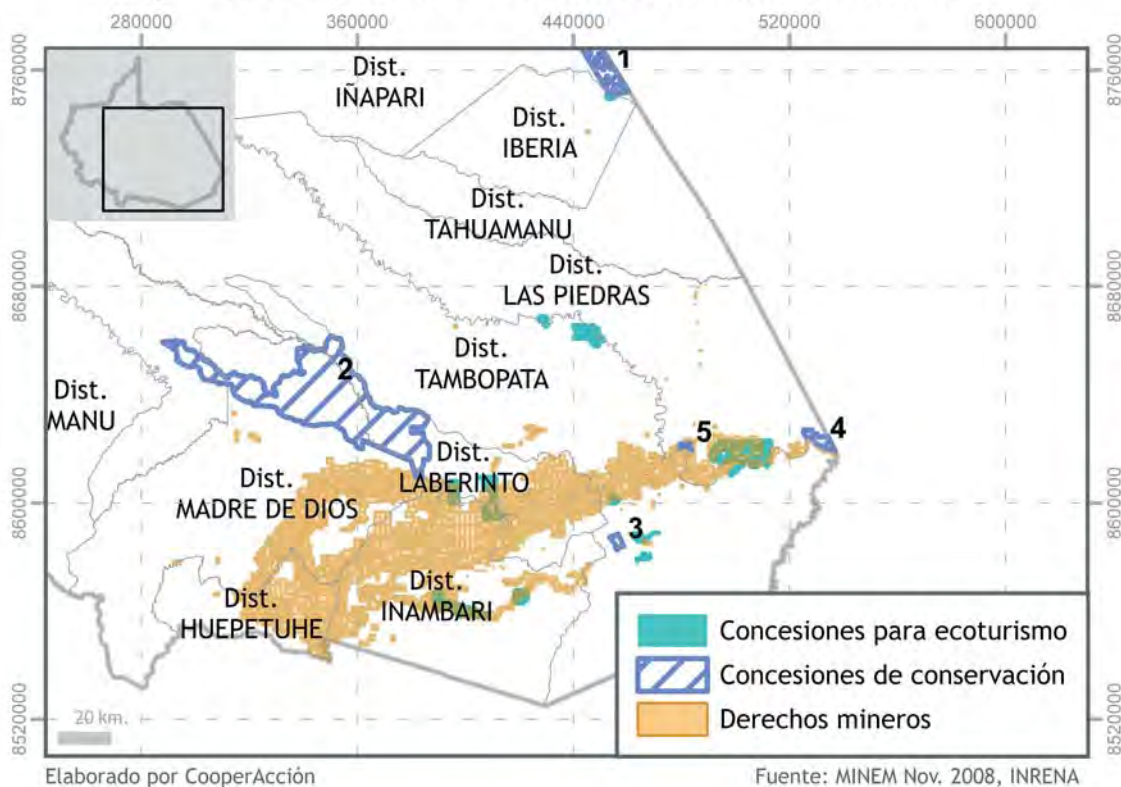 280000 360000 440000 520000 600000
8760000 8760000
1
Dist.
IÑAPARI
Dist.
IBERIA
Dist.
TAHUAMANU
Dist.
LAS PIEDRAS
8680000 8680000
2
Dist.
TAMBOPATA
Dist.
MANU
5
4
Dist.
LABERINTO
Dist.
MADRE DE DIOS
8600000 8600000
3
Dist.
INAMBARI
Dist.
HUEPETUHE
Concesiones para ecoturismo
Concesiones de conservación
Derechos mineros
8520000 8520000
20 km.
Elaborado por CooperAcción
Fuente: MINEM Nov. 2008, INRENA